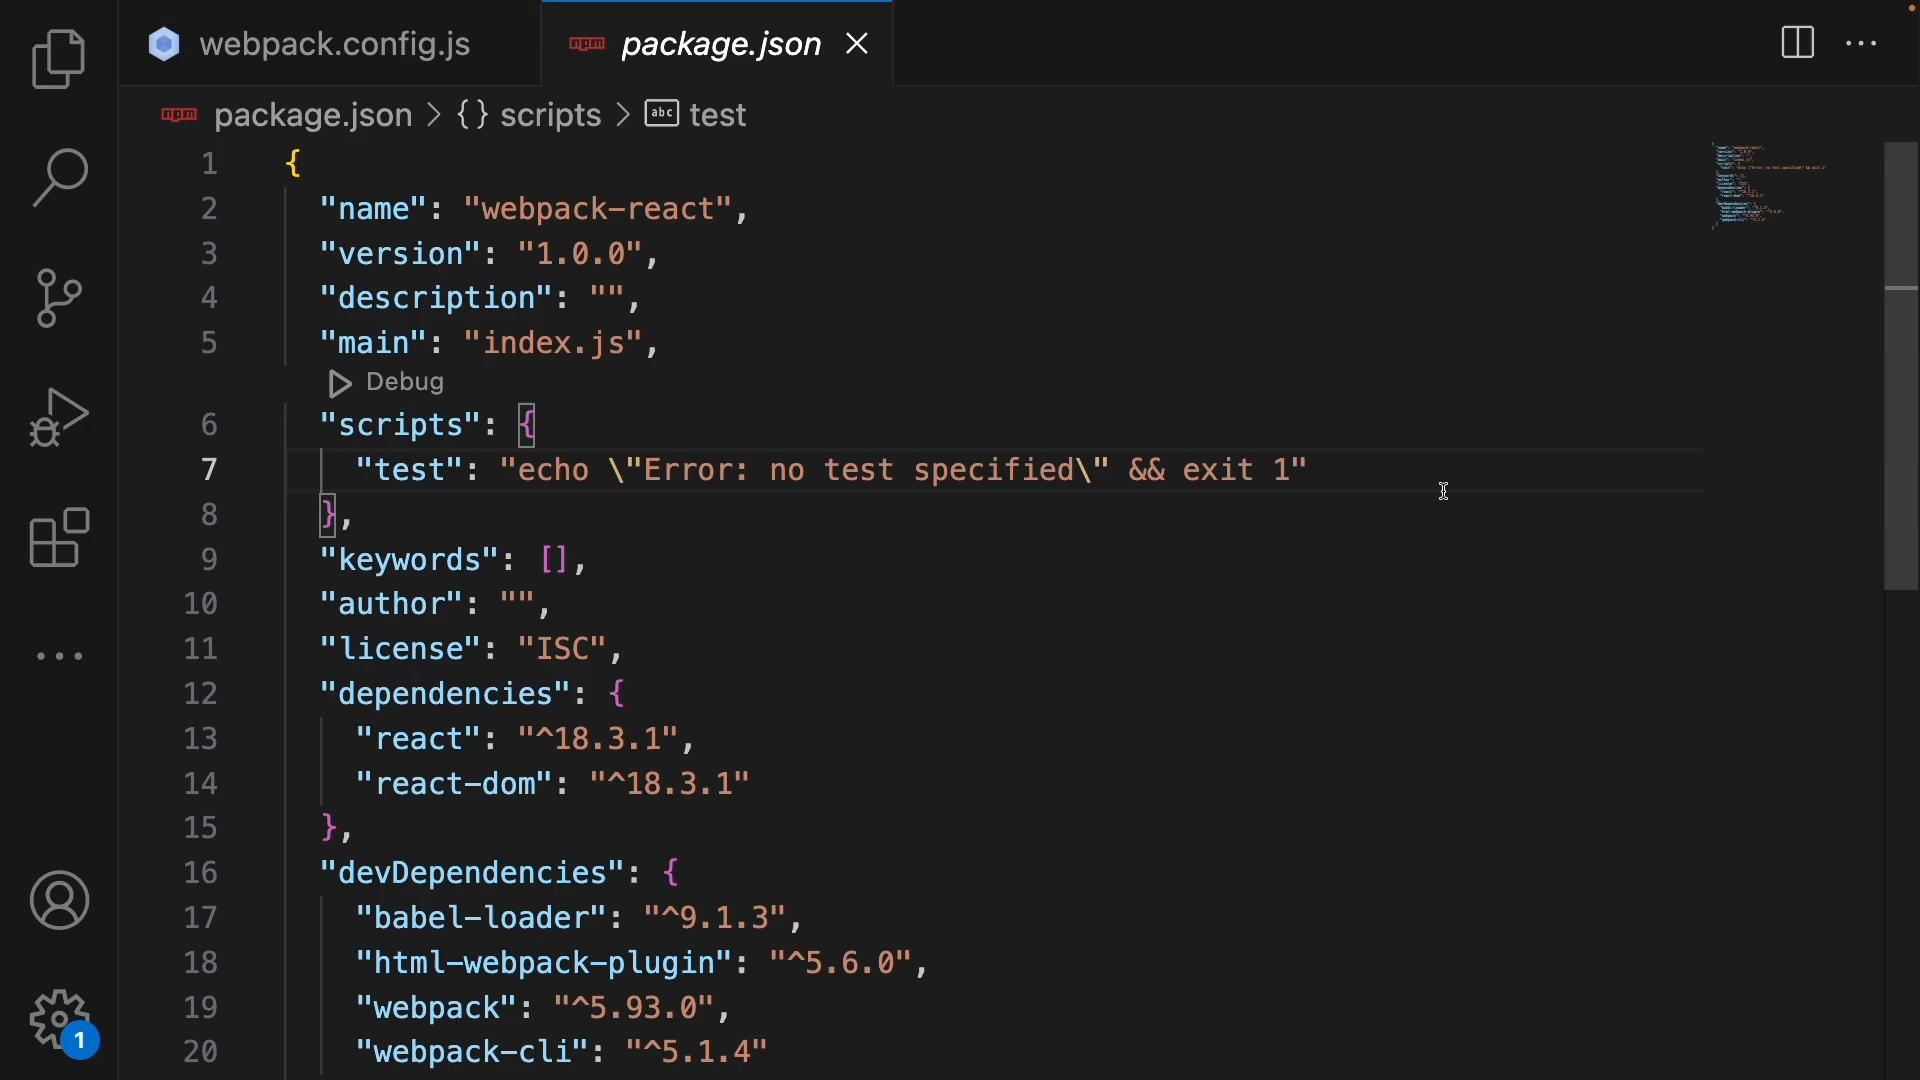 webpack.config.js
npm package.json
npm package.json > {} scripts > abc test
1 {
2 "name": "webpack-react",
3 "version": "1.0.0",
4 "description": "",
5 "main": "index.js",
Debug
6 "scripts": {
7 "test": "echo \"Error: no test specified\" && exit 1"
8 },
9 "keywords": [],
10 "author": "",
11 "license": "ISC",
12 "dependencies": {
13 "react": "^18.3.1",
14 "react-dom": "^18.3.1"
15 },
16 "devDependencies": {
17 "babel-loader": "^9.1.3",
18 "html-webpack-plugin": "^5.6.0",
19 "webpack": "^5.93.0",
20 "webpack-cli": "^5.1.4"
1